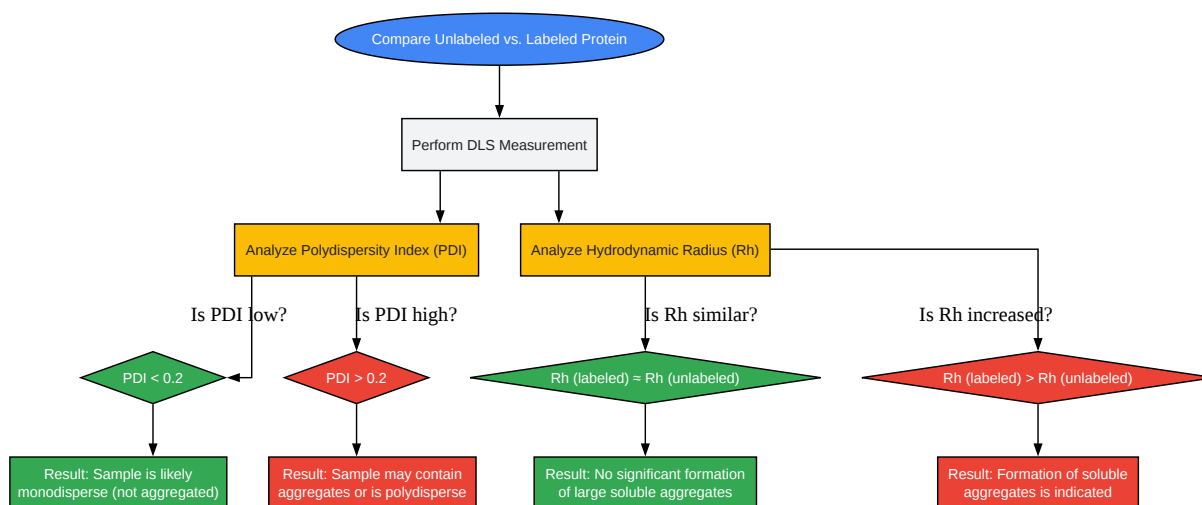 Compare Unlabeled vs. Labeled Protein
Perform DLS Measurement
Analyze Polydispersity Index (PDI)
Analyze Hydrodynamic Radius (Rh)
Is PDI low?
Is PDI high?
Is Rh similar?
Is Rh increased?
PDI < 0.2
PDI > 0.2
Rh (labeled) ≈ Rh (unlabeled)
Rh (labeled) > Rh (unlabeled)
Result: Sample is likely
monodisperse (not aggregated)
Result: Sample may contain
aggregates or is polydisperse
Result: No significant formation
of large soluble aggregates
Result: Formation of soluble
aggregates is indicated